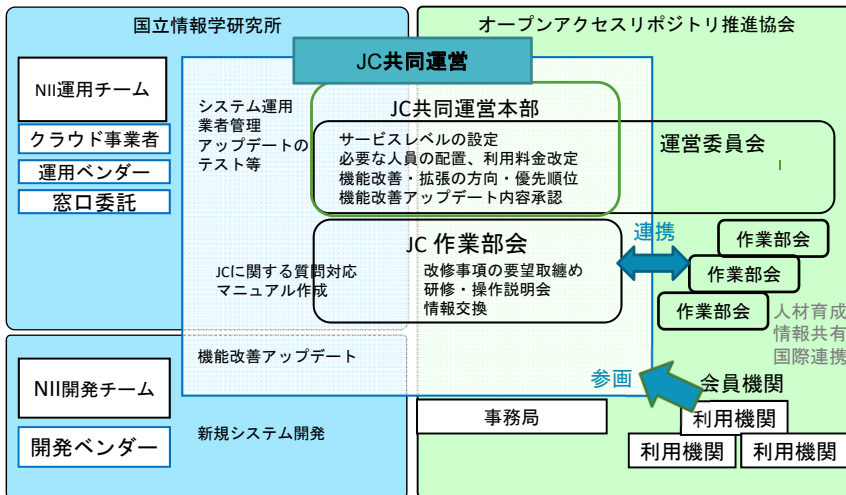 国立情報学研究所
オープンアクセスリポジトリ推進協会
JC共同運営
NII運用チーム
クラウド事業者
運用ベンダー
窓口委託
システム運用
業者管理
アップデートの
テスト等
JC共同運営本部
サービスレベルの設定
必要な人員の配置、利用料金改定
機能改善・拡張の方向・優先順位
機能改善アップデート内容承認
運営委員会
JC 作業部会
改修事項の要望取纏め
研修・操作説明会
情報交換
JCに関する質問対応
マニュアル作成
連携
作業部会
作業部会
作業部会
人材育成
情報共有
国際連携
機能改善アップデート
NII開発チーム
開発ベンダー
新規システム開発
参画
会員機関
事務局
利用機関
利用機関
利用機関